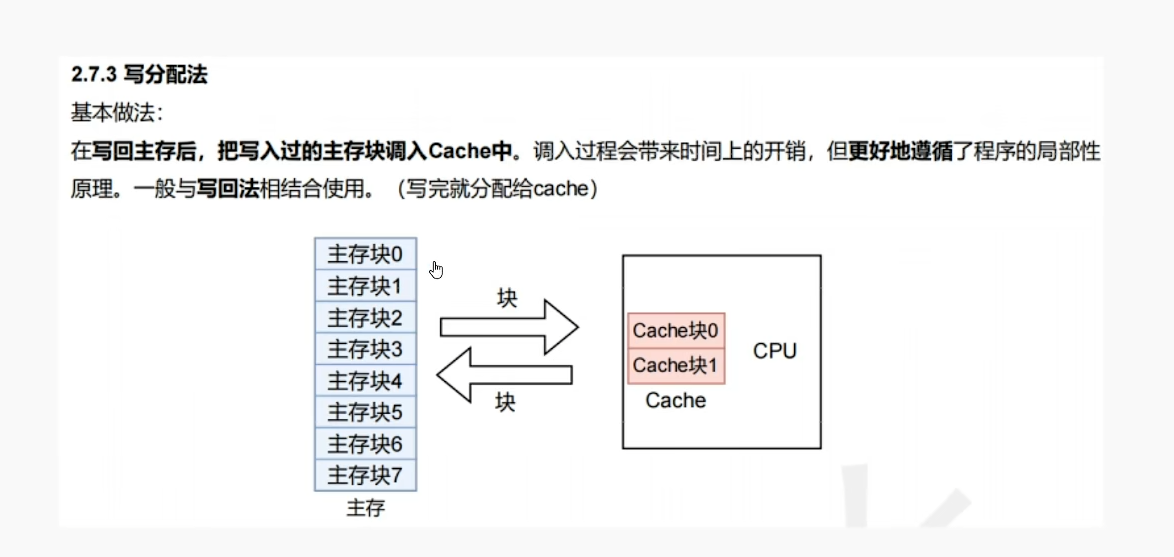 2.7.3 写分配法
基本做法：
在写回主存后，把写入过的主存块调入Cache中。调入过程会带来时间上的开销，但更好地遵循了程序的局部性
原理。一般与写回法相结合使用。（写完就分配给cache）
主存块0
主存块1
主存块2
主存块3
主存块4
主存块5
主存块6
主存块7
主存
块
块
Cache块0
Cache块1
Cache
CPU